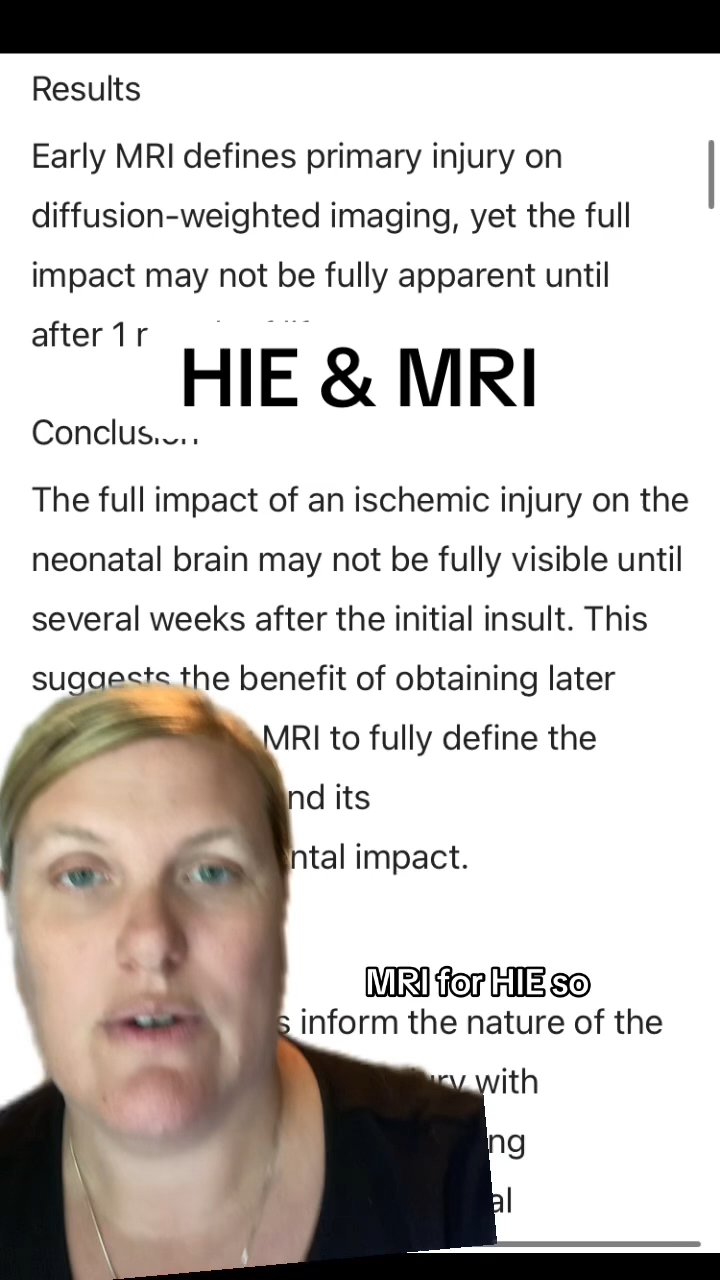 Results
Early MRI defines primary injury on
diffusion-weighted imaging, yet the full
impact may not be fully apparent until
after 1
HIE & MRI
Conclusion
The full impact of an ischemic injury on the
neonatal brain may not be fully visible until
several weeks after the initial insult. This
suggests the benefit of obtaining later
MRI to fully define the
nd its
ntal impact.
MRI for HIE so
s inform the nature of the
with
ng
al